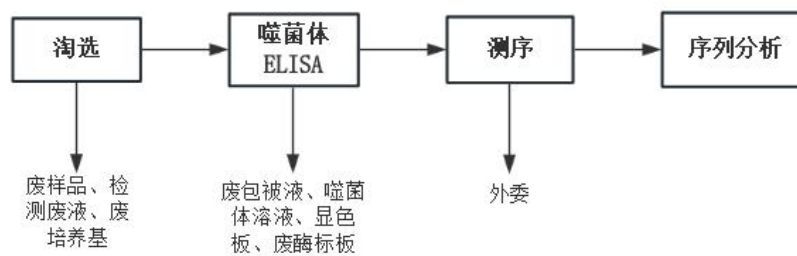 淘选
噬菌体
ELISA
测序
序列分析
废样品、检
测废液、废
培养基
废包被液、噬菌
体溶液、显色
板、废酶标板
外委